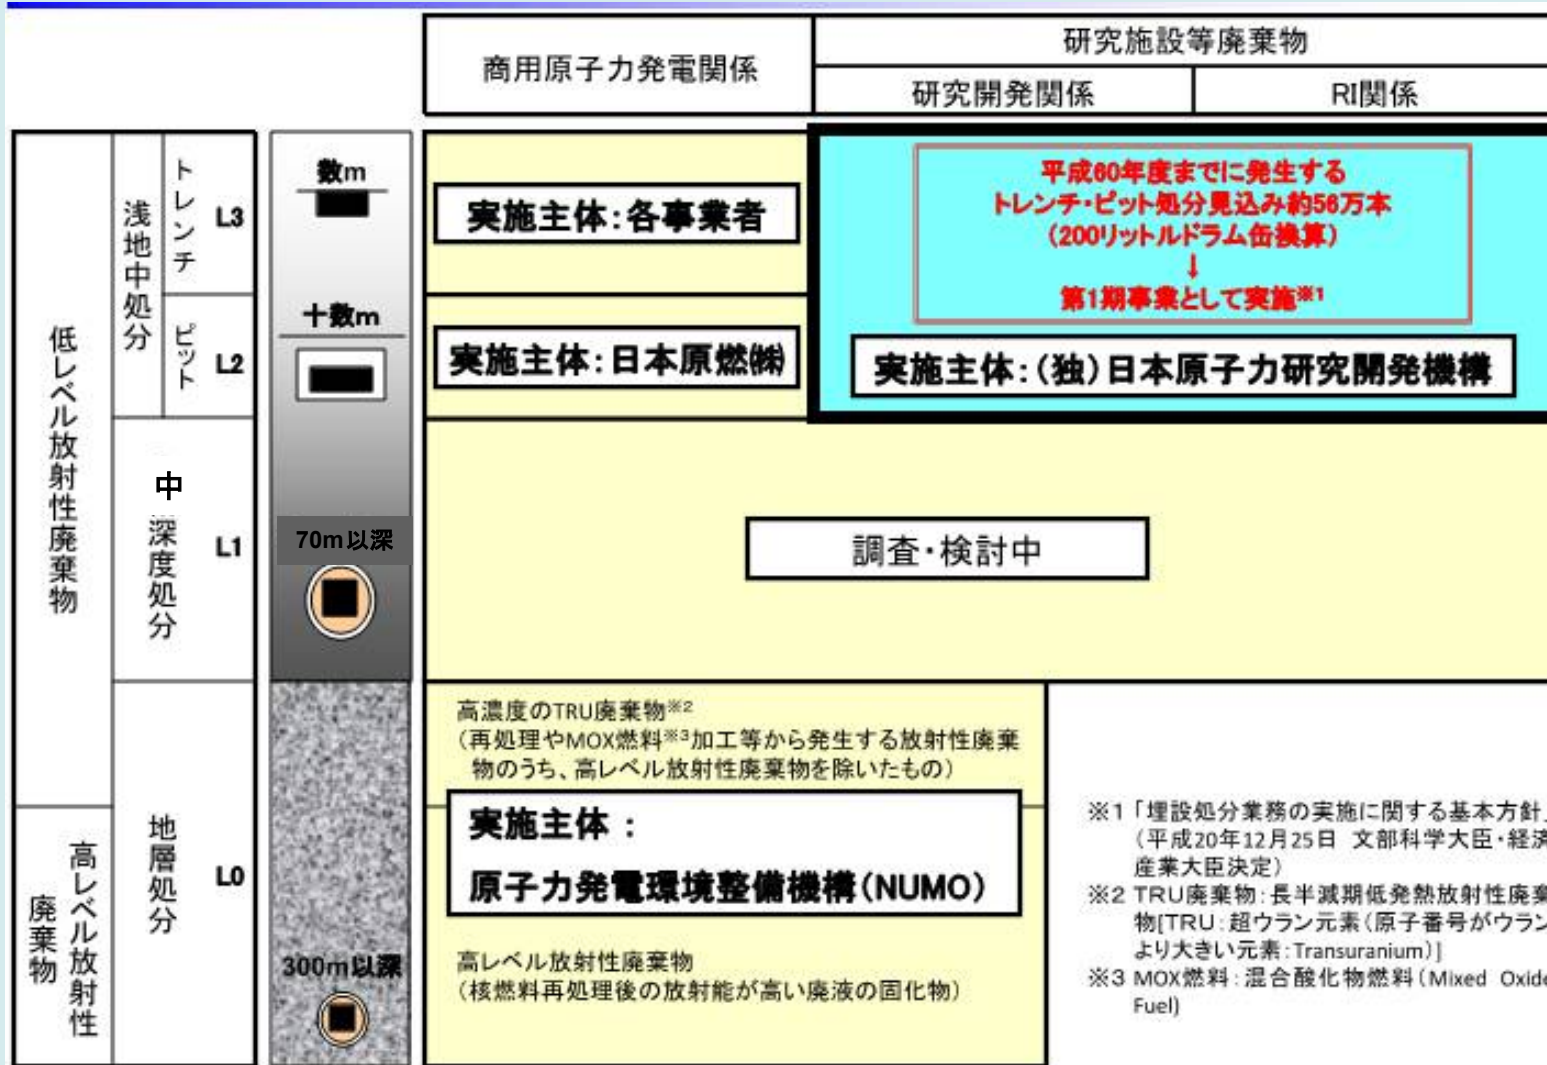 商用原子力発電関係
研究施設等廃棄物
研究開発関係
RI関係
低レベル放射性廃棄物
浅地中処分
トレンチ
L3
数m
実施主体：各事業者
平成60年度までに発生する
トレンチ・ピット処分見込み約56万本
（200リットルドラム缶換算）
↓
第1期事業として実施※1
ピット
L2
十数m
実施主体：日本原燃㈱
実施主体：（独）日本原子力研究開発機構
中深度処分
L1
70m以深
調査・検討中
高レベル放射性
廃棄物
地層処分
L0
300m以深
高濃度のTRU廃棄物※2
（再処理やMOX燃料※3加工等から発生する放射性廃棄
物のうち、高レベル放射性廃棄物を除いたもの）
実施主体：
原子力発電環境整備機構（NUMO）
高レベル放射性廃棄物
（核燃料再処理後の放射能が高い廃液の固化物）
※1「埋設処分業務の実施に関する基本方針」
（平成20年12月25日 文部科学大臣・経済
産業大臣決定）
※2 TRU廃棄物：長半減期低発熱放射性廃棄
物[TRU：超ウラン元素（原子番号がウラン
より大きい元素：Transuranium）]
※3 MOX燃料：混合酸化物燃料（Mixed Oxide
Fuel)